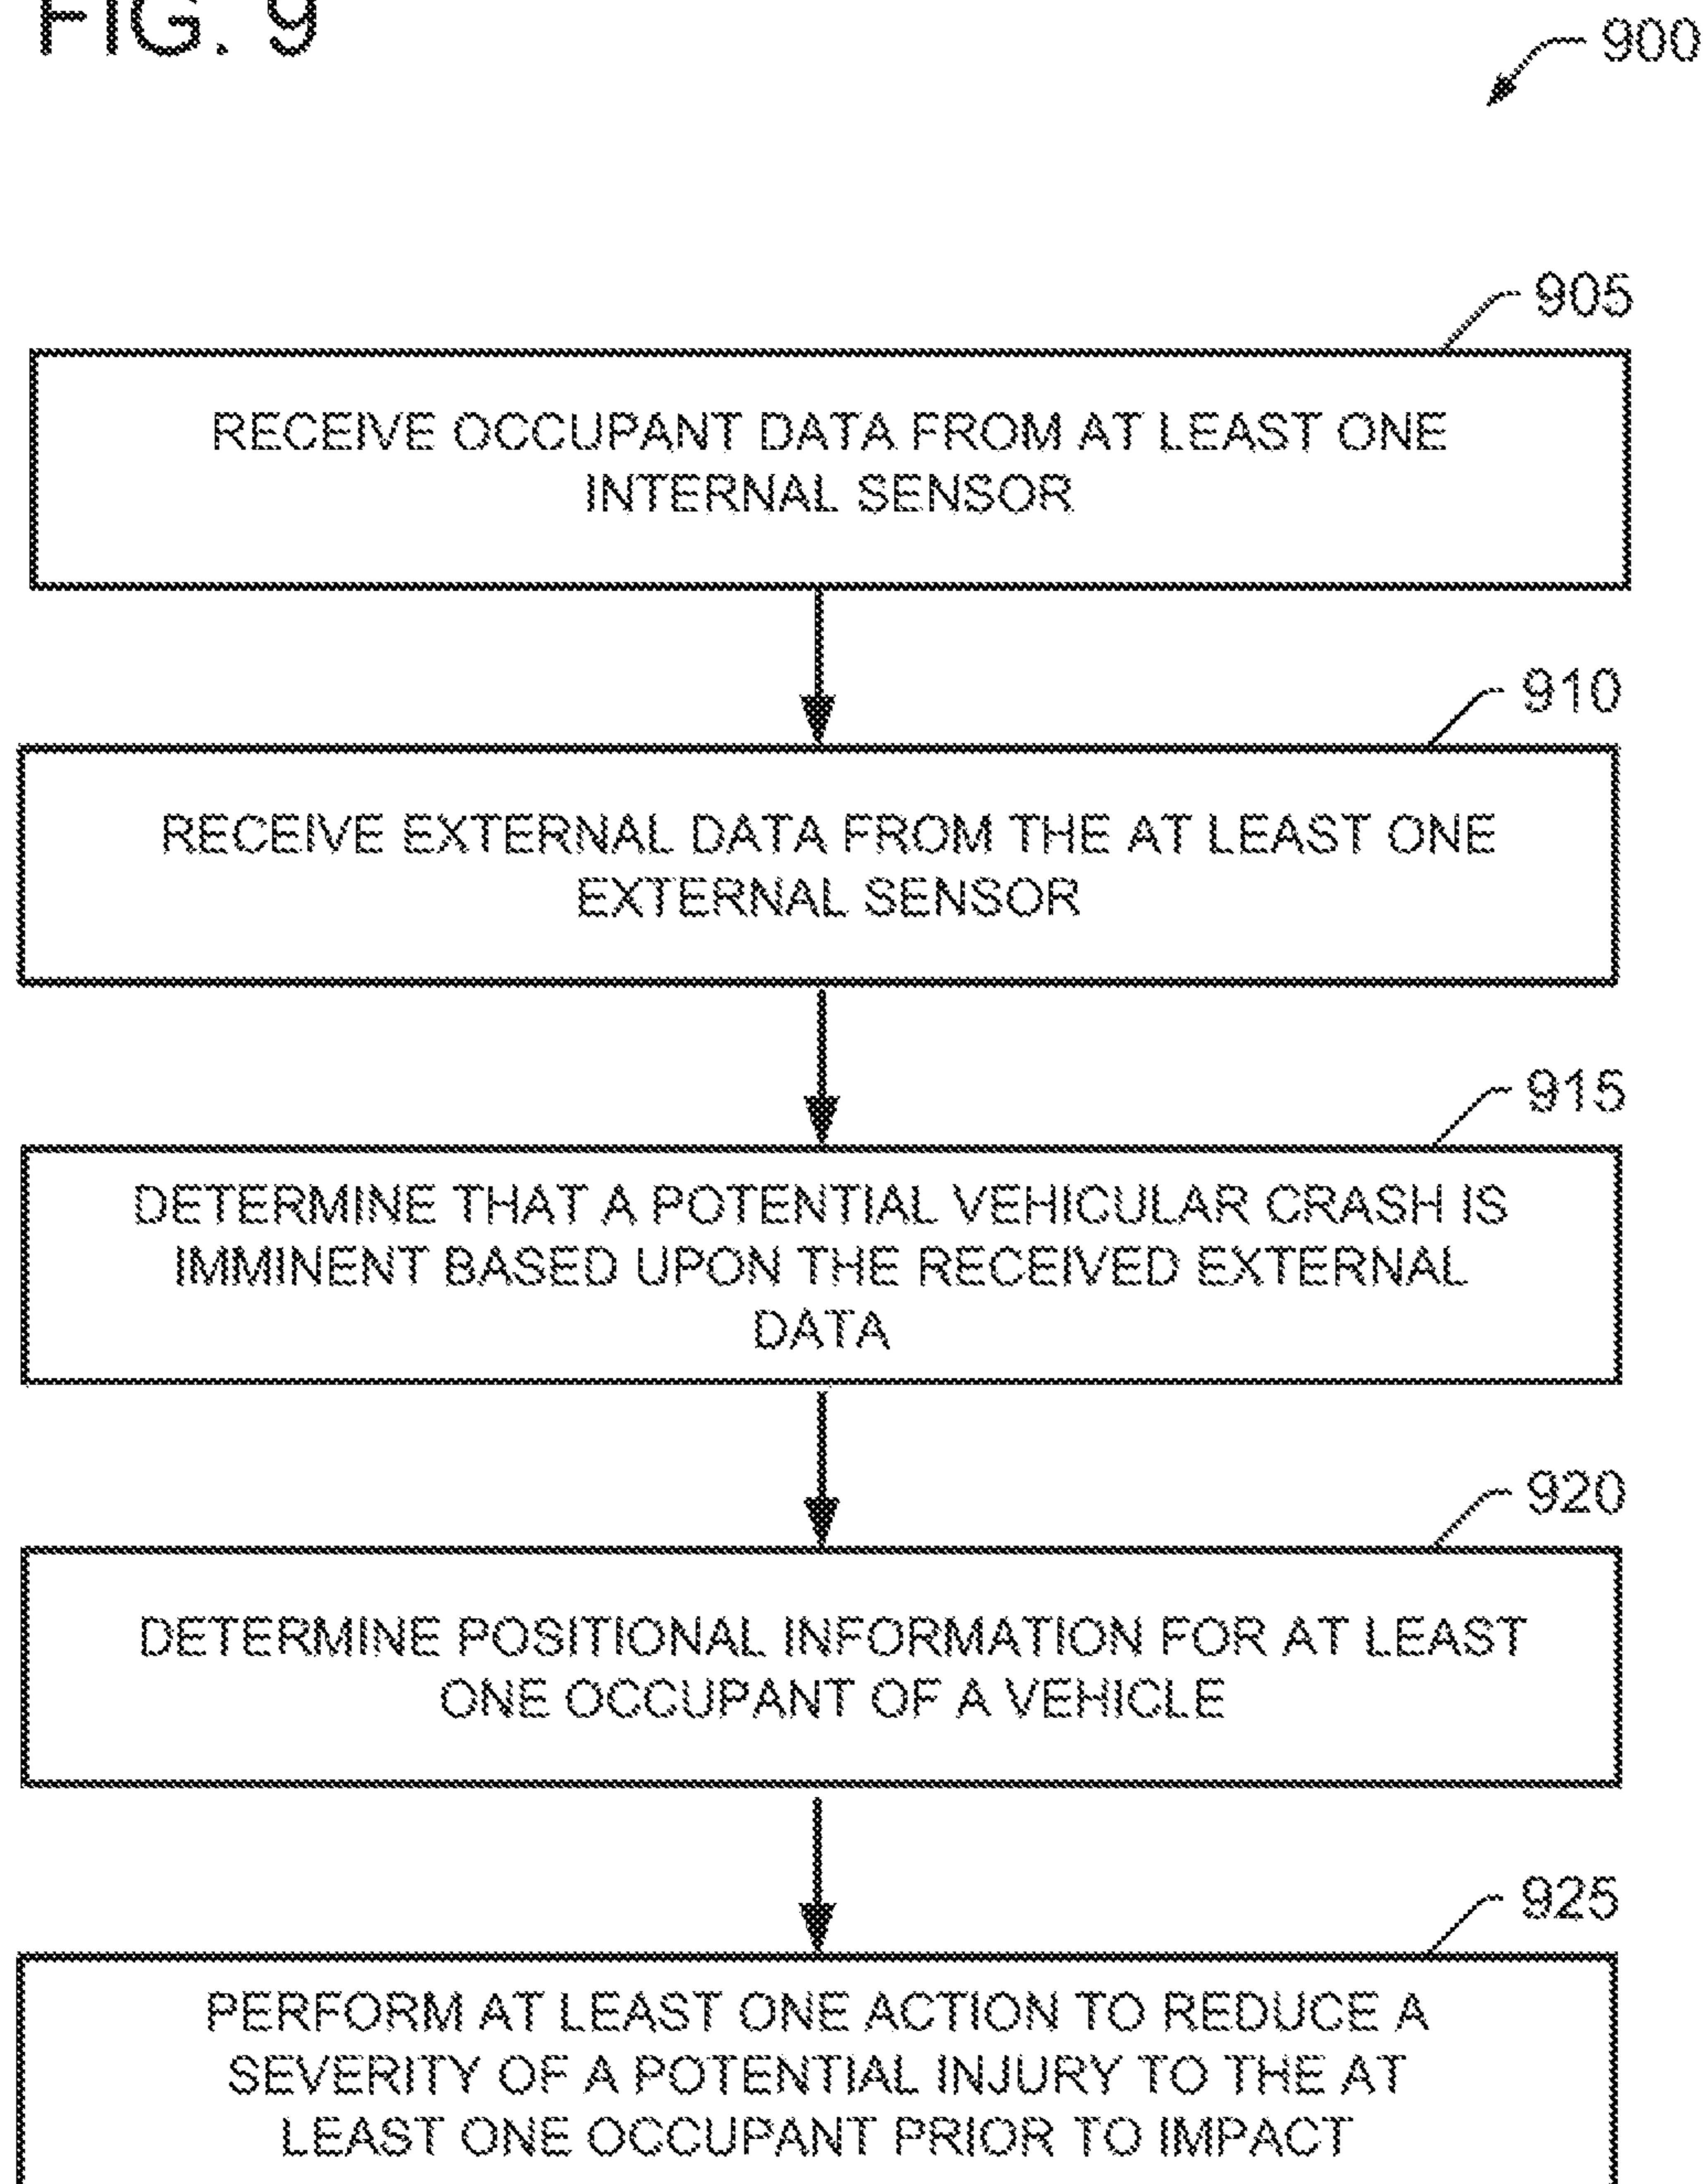 FIG. 9
900
905
RECEIVE OCCUPANT DATA FROM AT LEAST ONE
INTERNAL SENSOR
910
RECEIVE EXTERNAL DATA FROM THE AT LEAST ONE
EXTERNAL SENSOR
915
DETERMINE THAT A POTENTIAL VEHICULAR CRASH IS
IMMINENT BASED UPON THE RECEIVED EXTERNAL
DATA
920
DETERMINE POSITIONAL INFORMATION FOR AT LEAST
ONE OCCUPANT OF A VEHICLE
925
PERFORM AT LEAST ONE ACTION TO REDUCE A
SEVERITY OF A POTENTIAL INJURY TO THE AT
LEAST ONE OCCUPANT PRIOR TO IMPACT